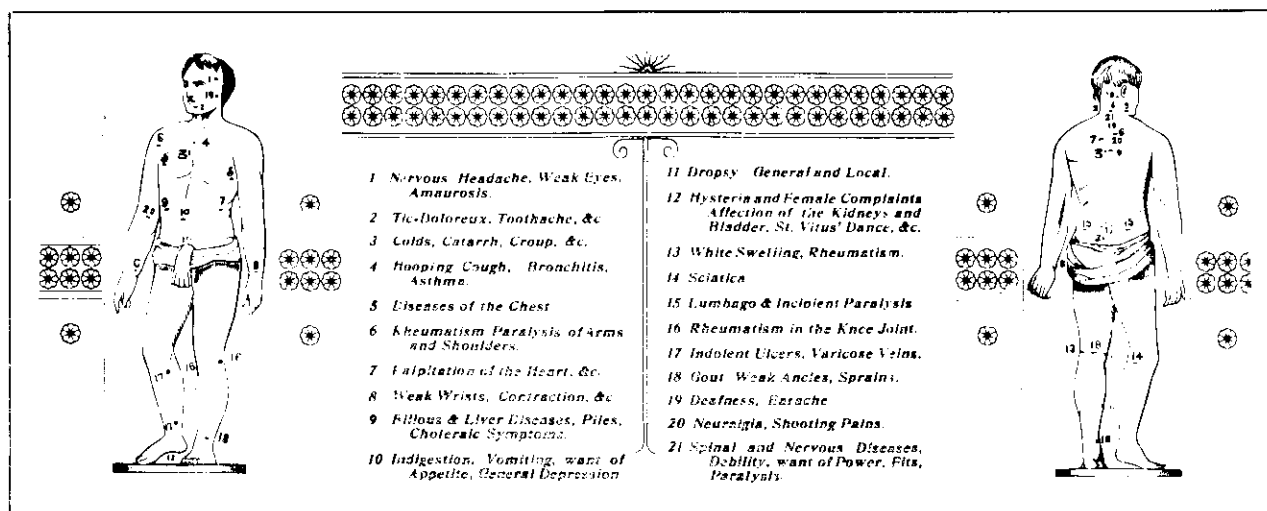 1 Nervous Headache, Weak Eyes,
Amaurosis.
2 Tic-Doloreux, Toothache, &c
3 Colds, Catarrh, Croup, &c,
4 Hooping Cough, Bronchitis,
Asthma.
5 Diseases of the Chest
6 Rheumatism Paralysis of Arms
and Shoulders.
7 Palpitation of the Heart, &c
8 Weak Wrists, Contraction, &c
9 Billous & Liver Diseases, Piles,
Choleraic Symptoms.
10 Indigestion, Vomiting, want of
Appetite, General Depression
11 Dropsy General and Local.
12 Hysteria and Female Complaints
Affection of the Kidneys and
Bladder, St. Vitus' Dance, &c.
13 White Swelling, Rheumatism.
14 Sciatica
15 Lumbago & Incipient Paralysis
16 Rheumatism in the Knee Joint.
17 Indolent Ulcers, Varicose Veins.
18 Gout Weak Ancles, Sprains.
19 Deafness, Earache
20 Neuralgia, Shooting Pains.
21 Spinal and Nervous Diseases,
Debility, want of Power, Fits,
Paralysis.